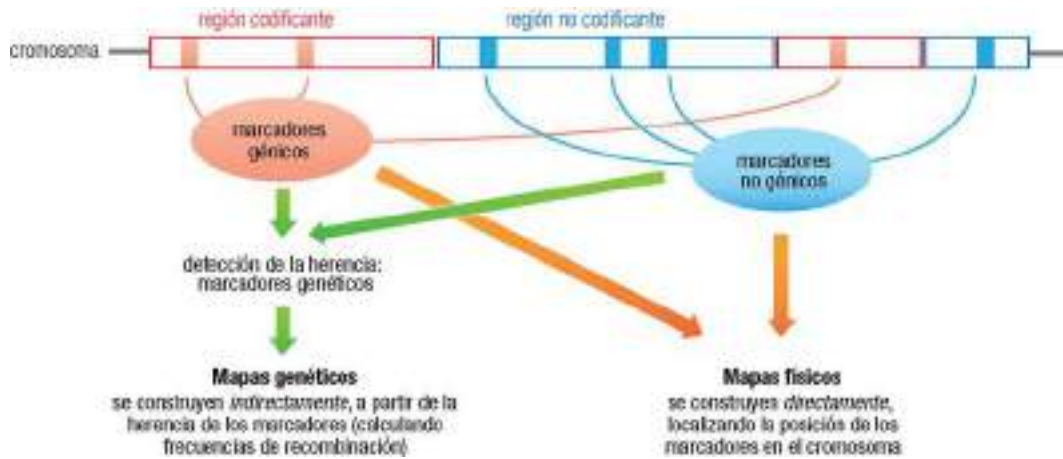 región codificante
región no codificante
cromosoma
marcadores
génicos
marcadores
no génicos
detección de la herencia:
marcadores genéticos
Mapas genéticos
se construyen indirectamente, a partir de la
herencia de los marcadores (calculando
frecuencias de recombinación)
Mapas físicos
se construyen directamente,
localizando la posición de los
marcadores en el cromosoma